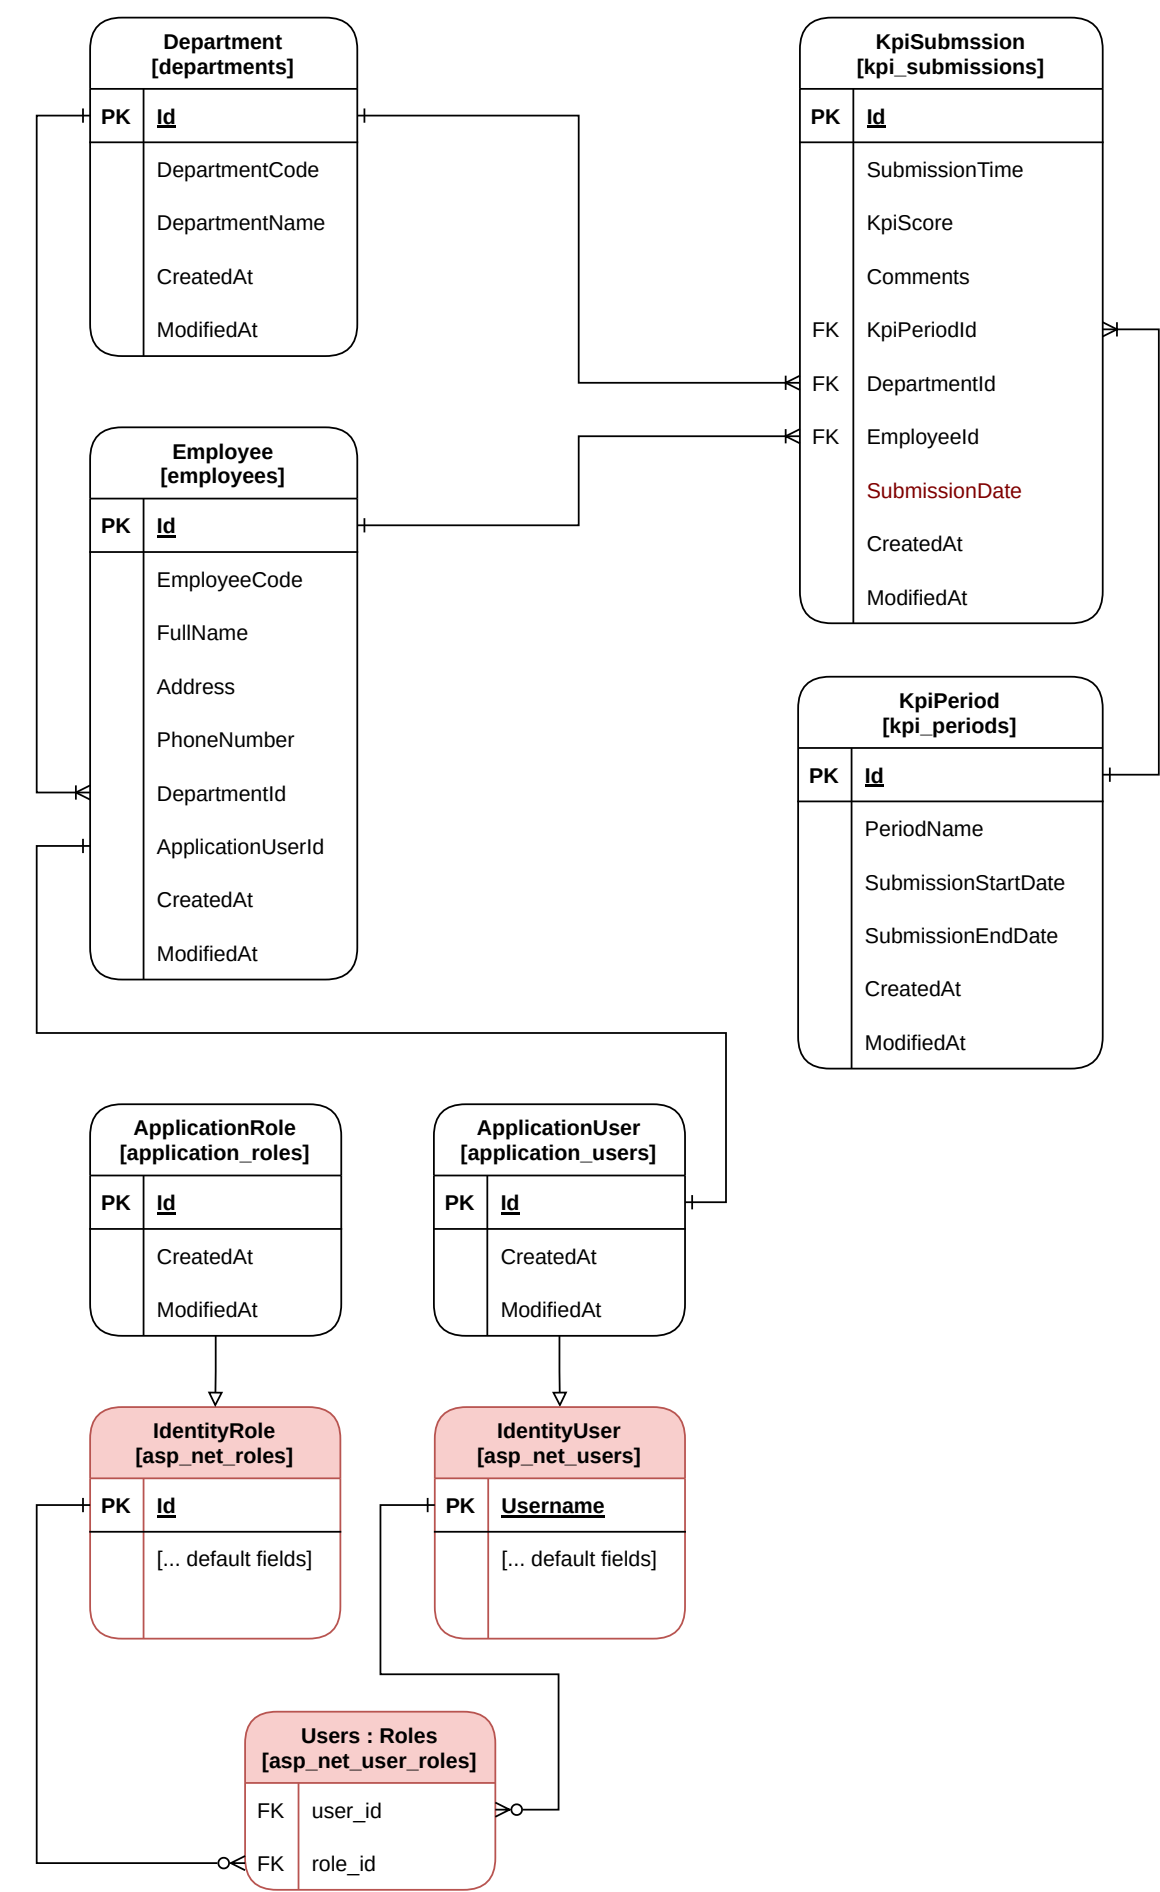 Department
[departments]
PK Id
DepartmentCode
DepartmentName
CreatedAt
ModifiedAt
KpiSubmssion
[kpi_submissions]
PK Id
SubmissionTime
KpiScore
Comments
FK KpiPeriodId
FK DepartmentId
FK EmployeeId
SubmissionDate
CreatedAt
ModifiedAt
Employee
[employees]
PK Id
EmployeeCode
FullName
Address
PhoneNumber
DepartmentId
ApplicationUserId
CreatedAt
ModifiedAt
KpiPeriod
[kpi_periods]
PK Id
PeriodName
SubmissionStartDate
SubmissionEndDate
CreatedAt
ModifiedAt
ApplicationRole
[application_roles]
PK Id
CreatedAt
ModifiedAt
ApplicationUser
[application_users]
PK Id
CreatedAt
ModifiedAt
IdentityRole
[asp_net_roles]
PK Id
[... default fields]
IdentityUser
[asp_net_users]
PK Username
[... default fields]
Users : Roles
[asp_net_user_roles]
FK user_id
FK role_id